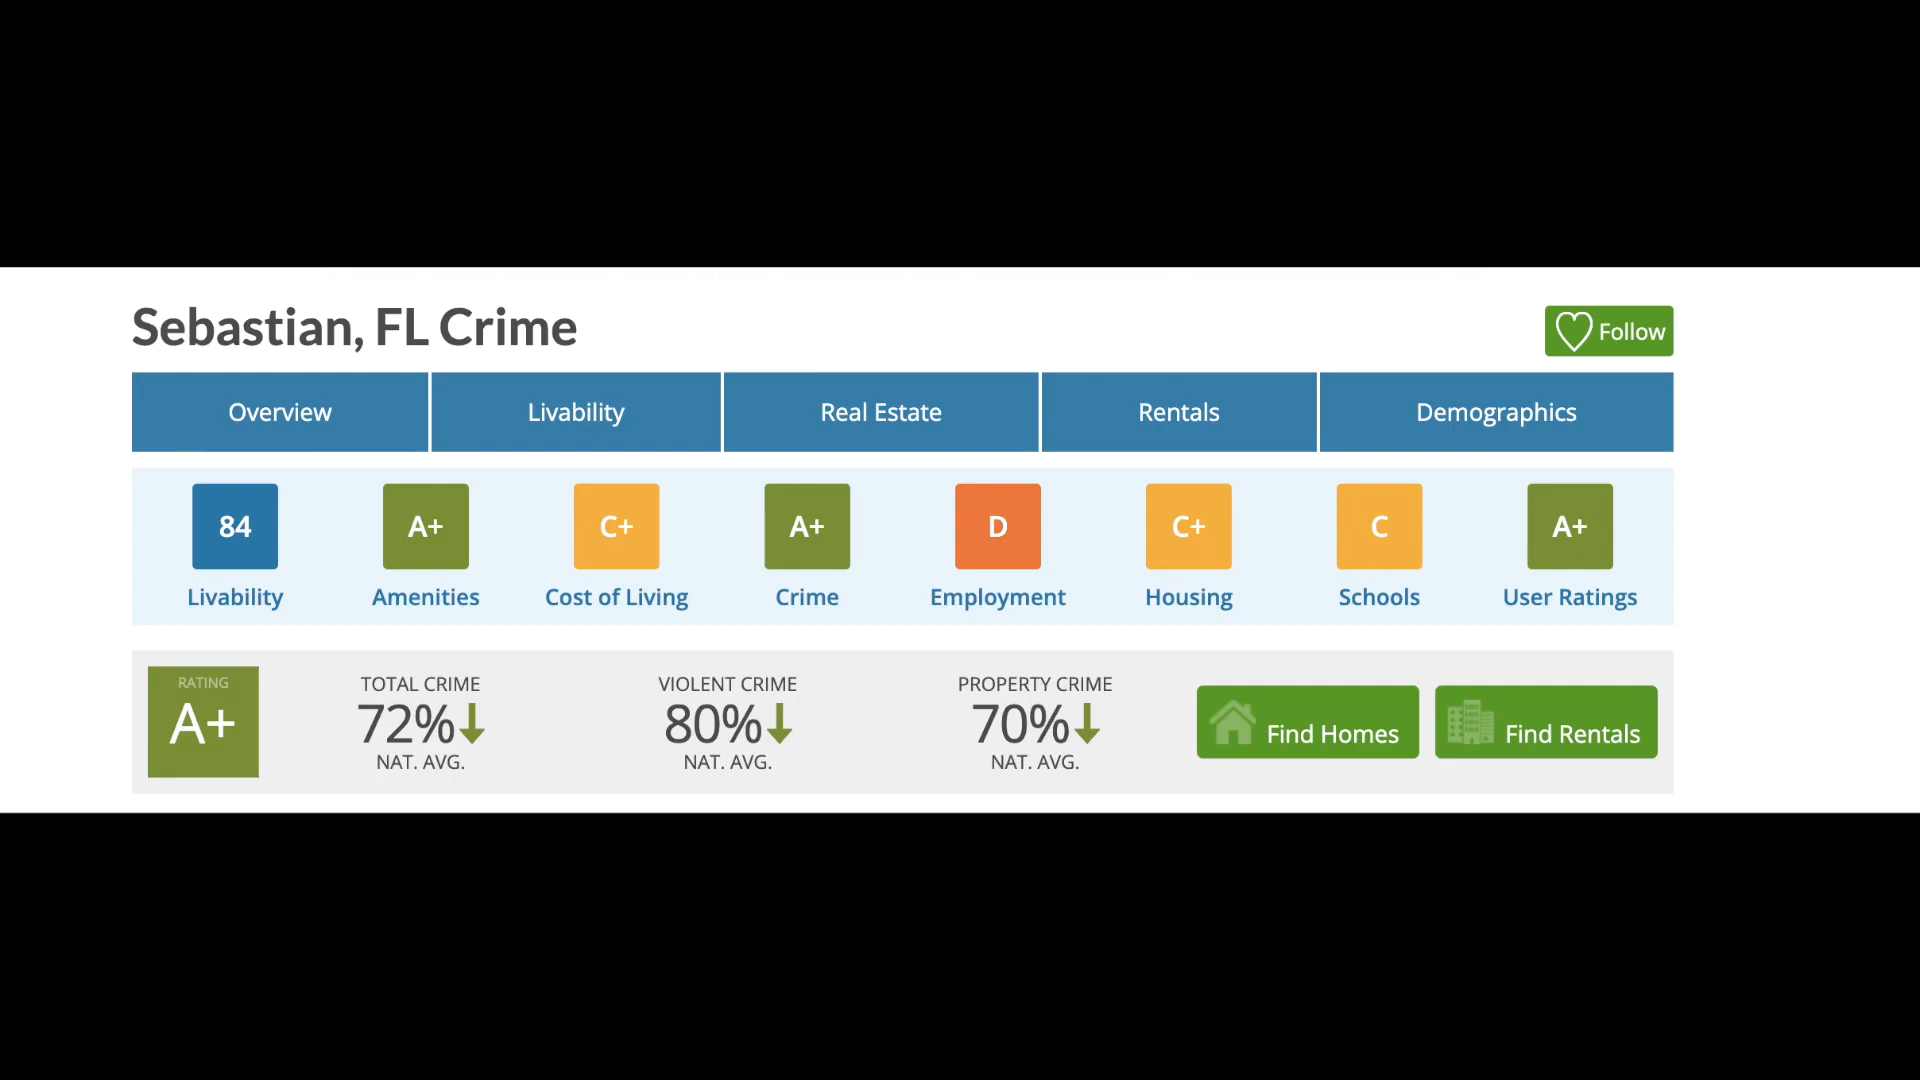 Sebastian, FL Crime
Follow
Overview Livability Real Estate Rentals Demographics
84 A+ C+ A+ D C+ C A+
Livability Amenities Cost of Living Crime Employment Housing Schools User Ratings
RATING TOTAL CRIME VIOLENT CRIME PROPERTY CRIME
A+ 72% 80% 70% Find Homes Find Rentals
NAT. AVG. NAT. AVG. NAT. AVG.